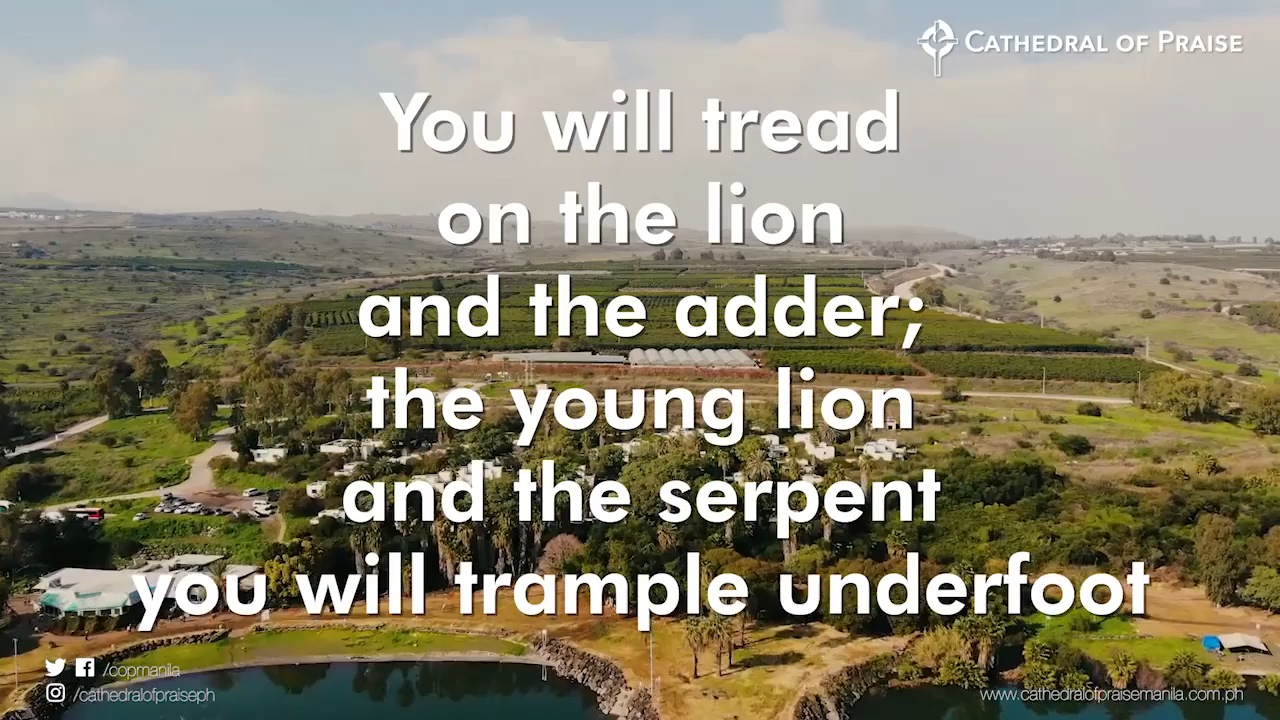 CATHEDRAL OF PRAISE
You will tread
on the lion
and the adder;
the young lion
and the serpent
you will trample underfoot
/copmanila
/cathedralofpraiseph
www.cathedralofpraisemanila.com.ph